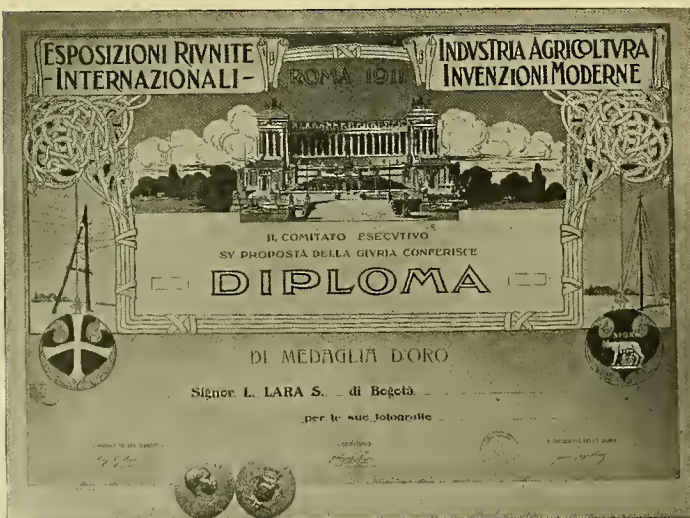 ESPOSIZIONI RIVNITE
-INTERNAZIONALI-
ROMA 1911
INDVSTRIA AGRICOLTVRA
INVENZIONI MODERNE
IL COMITATO ESECVTIVO
SV PROPOSTA DELLA GIVRIA CONFERISCE
DIPLOMA
DI MEDAGLIA D'ORO
Signor L. LARA S. di Bogotà
per le sue fotografie